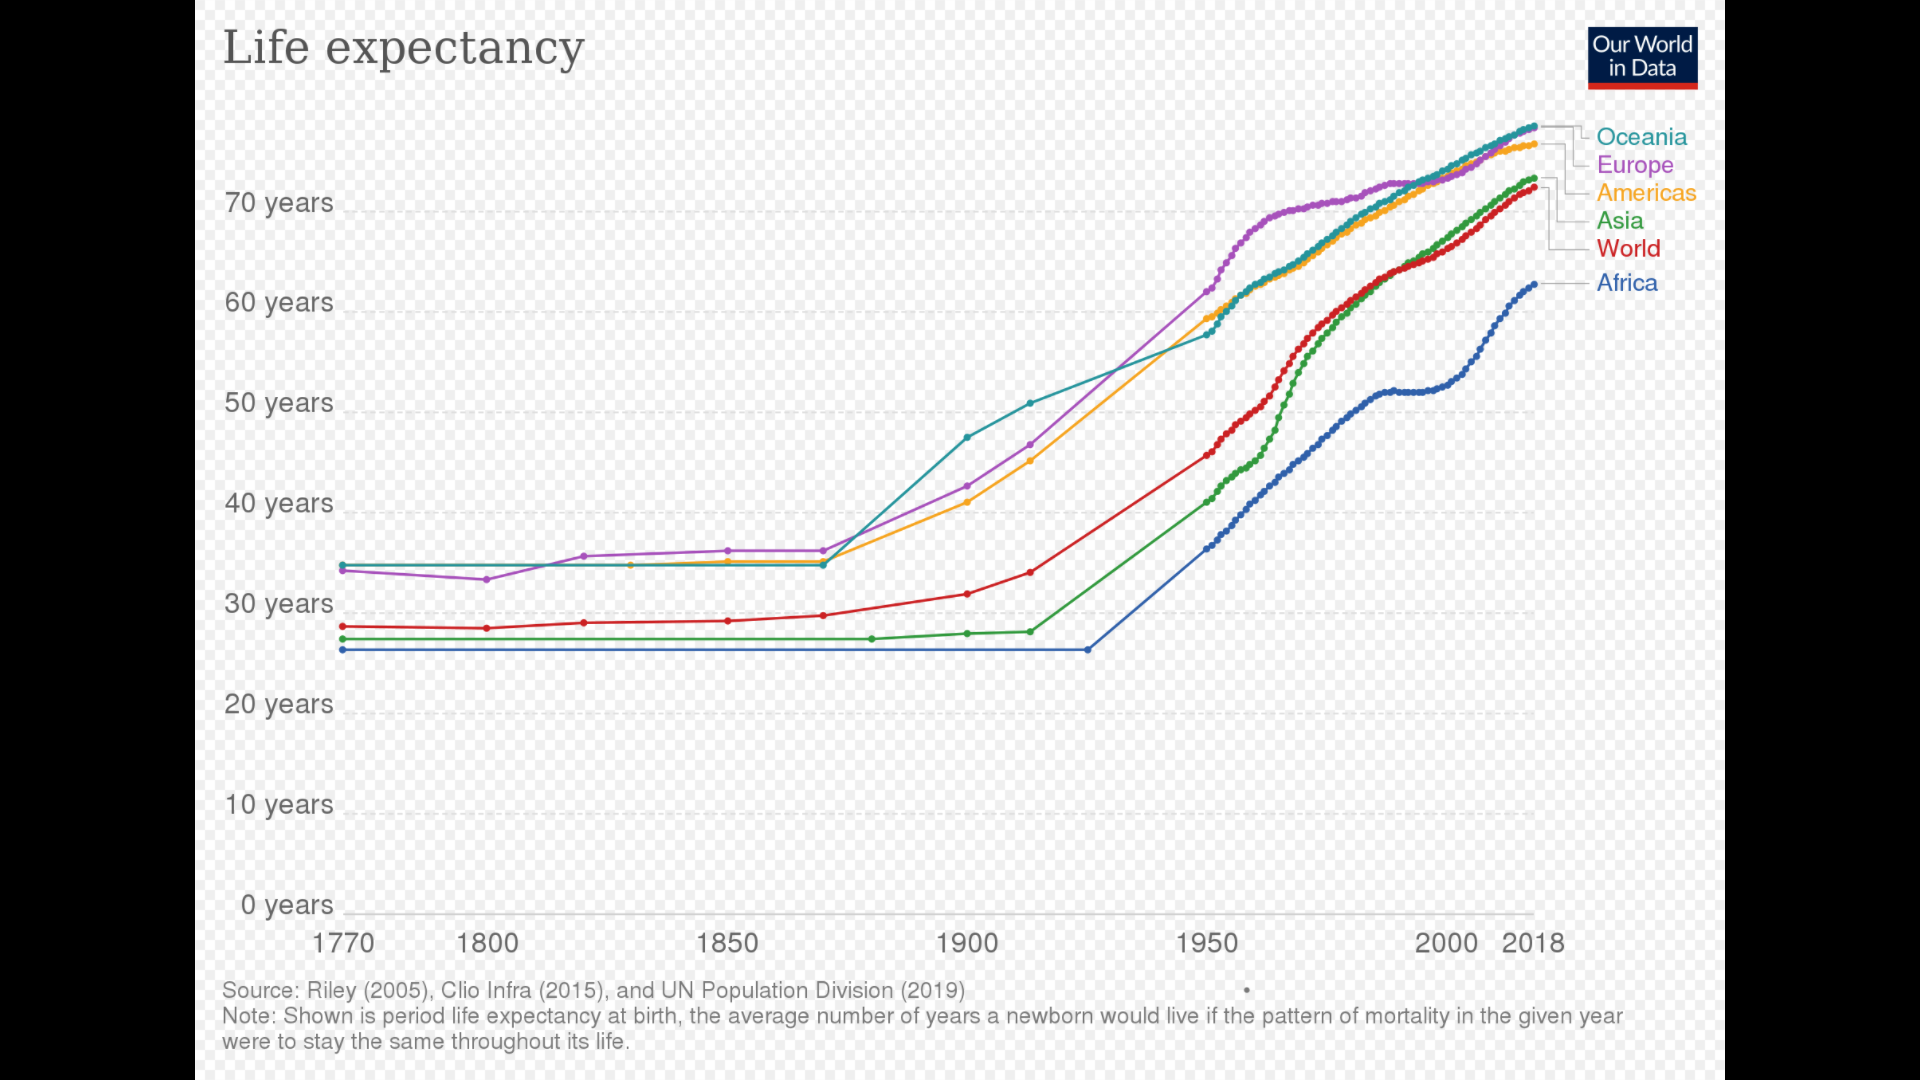 Life expectancy
Our World
in Data
Oceania
Europe
Americas
Asia
World
Africa
70 years
60 years
50 years
40 years
30 years
20 years
10 years
0 years
1770 1800 1850 1900 1950 2000 2018
Source: Riley (2005), Clio Infra (2015), and UN Population Division (2019)
Note: Shown is period life expectancy at birth, the average number of years a newborn would live if the pattern of mortality in the given year
were to stay the same throughout its life.